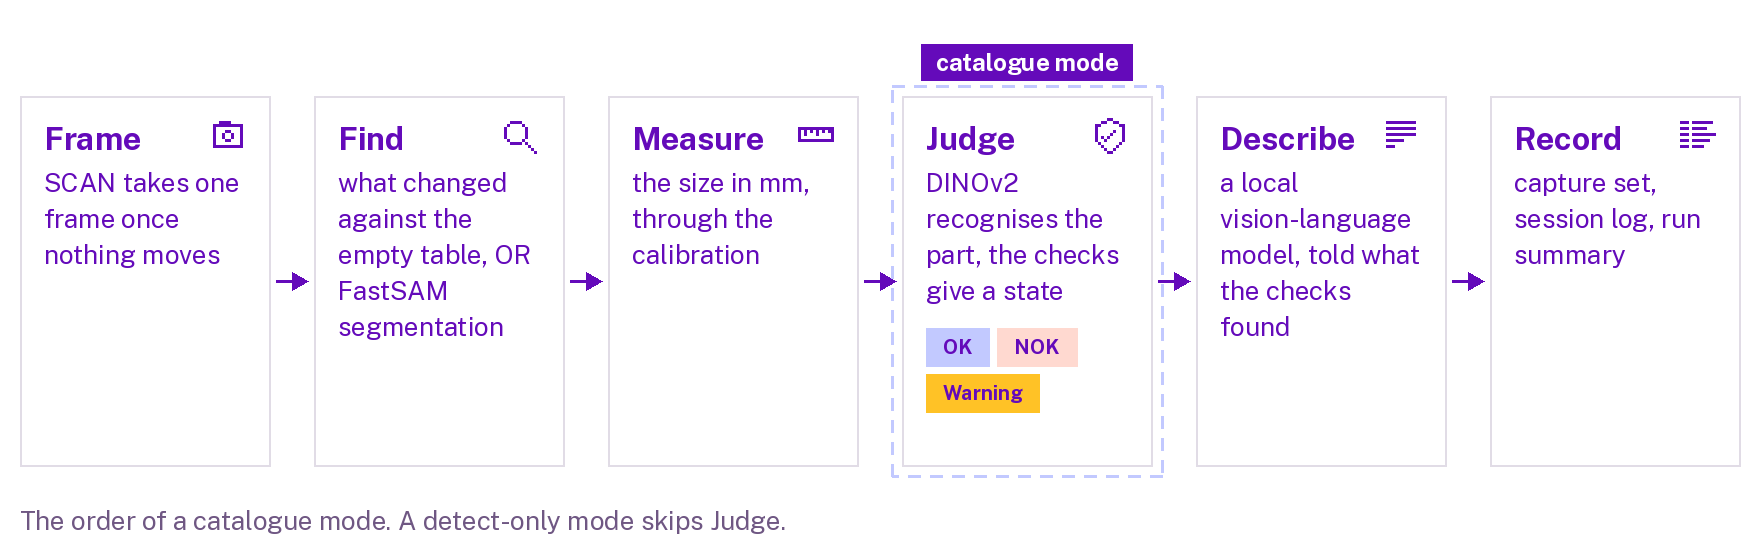 catalogue mode
Frame
SCAN takes one
frame once
nothing moves
Find
what changed
against the
empty table, OR
FastSAM
segmentation
Measure
the size in mm,
through the
calibration
Judge
DINOv2
recognises the
part, the checks
give a state
OK
NOK
Warning
Describe
a local
vision-language
model, told what
the checks
found
Record
capture set,
session log, run
summary
The order of a catalogue mode. A detect-only mode skips Judge.